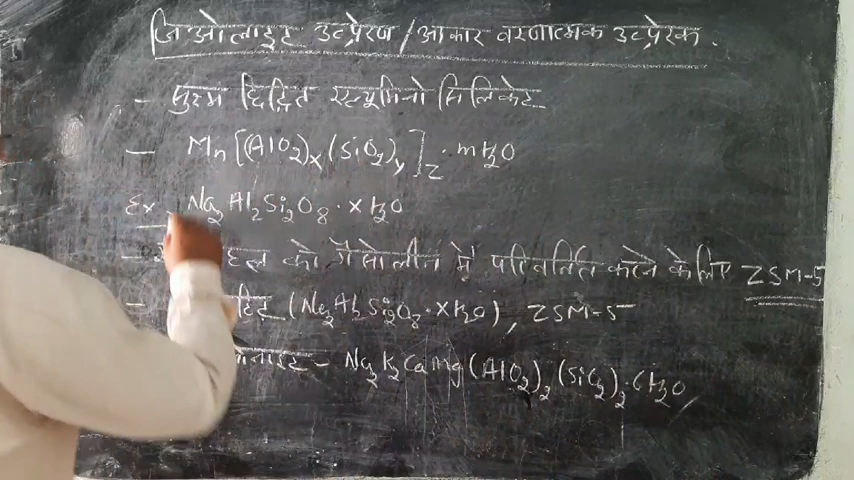 जिओलाइट उत्प्रेरण / आकार वरणात्मक उत्प्रेरक .
- सुक्ष्म छिद्रित एल्यूमिनो सिलिकेट
- Mn[(AlO2)x(SiO2)y]z . mH2O
Ex - Na2Al2Si2O8 . xH2O
- को गैसोलीन में परिवर्तित करने के लिए ZSM-5
- (Na2Al2Si2O8 . xH2O), ZSM-5
- Na2K2CaMg(AlO2)2(SiO2)2 . 6H2O